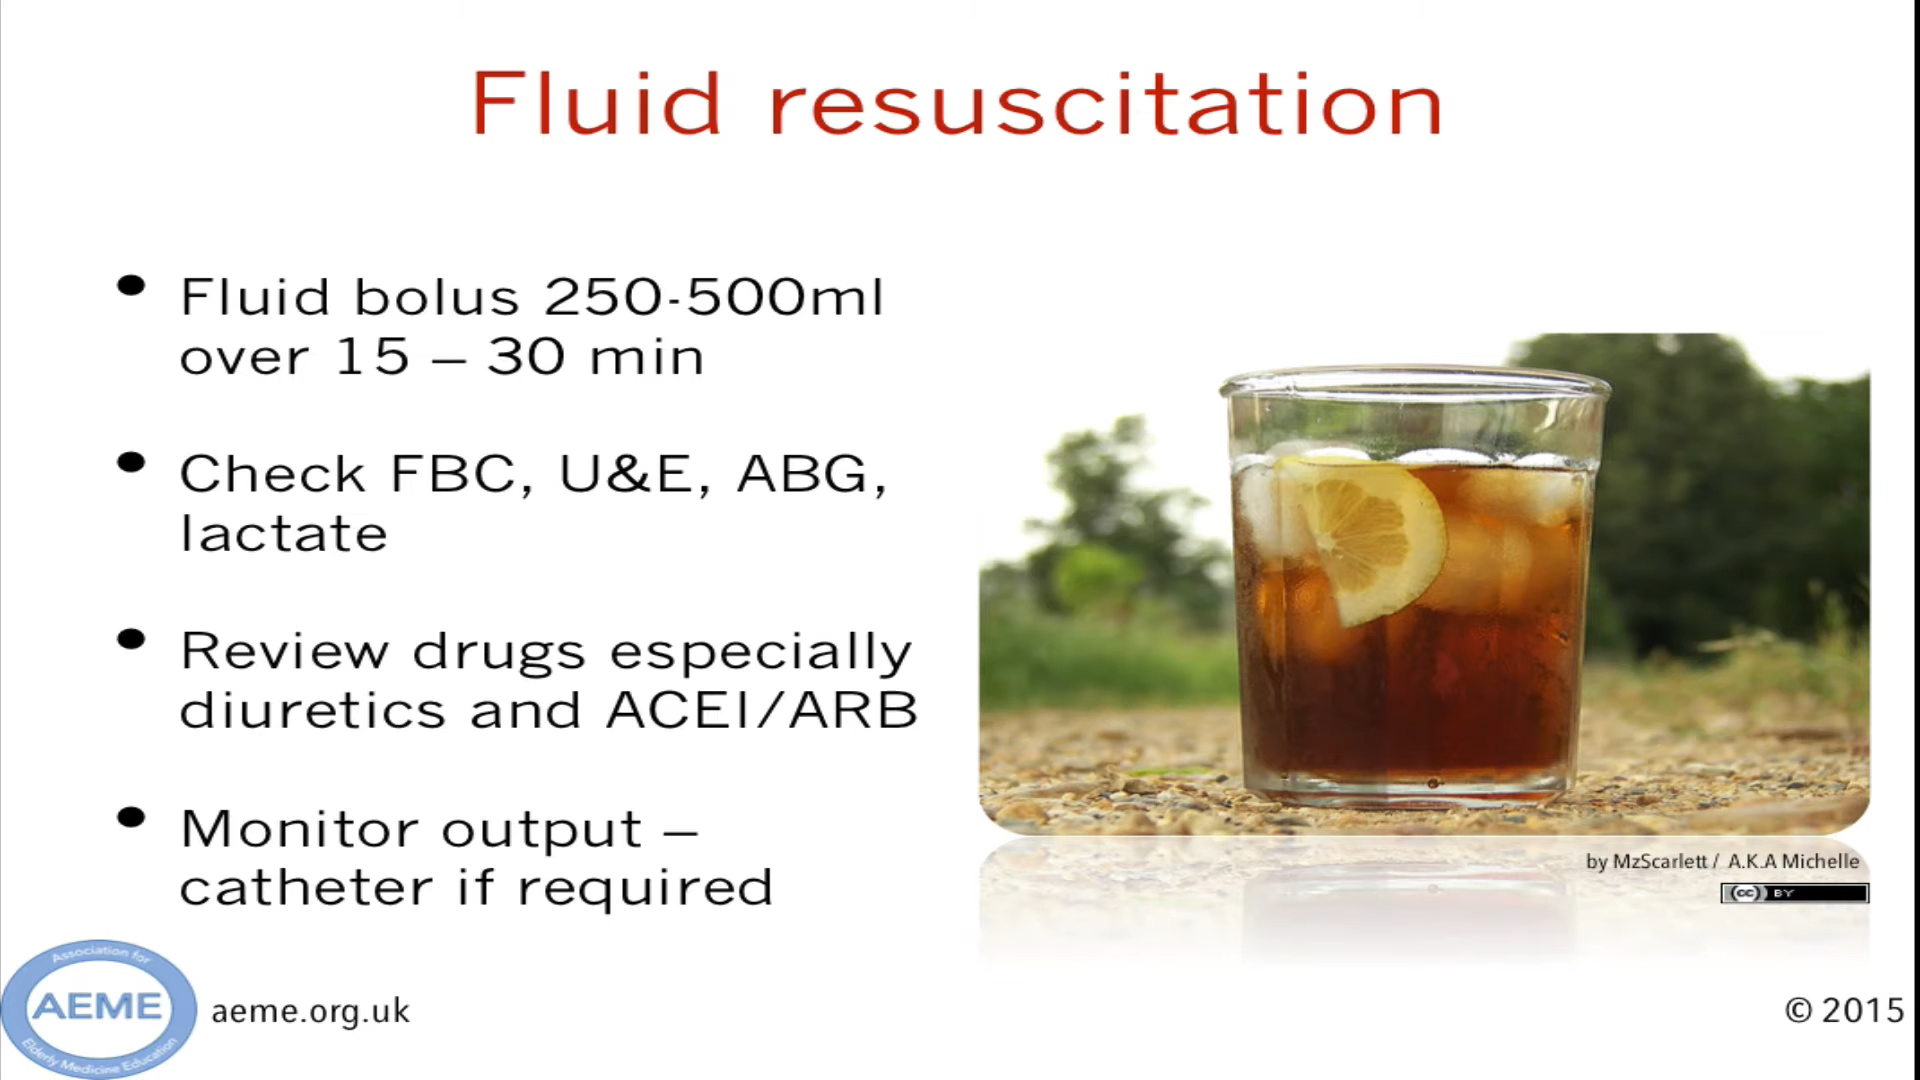 Fluid resuscitation
• Fluid bolus 250-500ml
over 15 – 30 min
• Check FBC, U&E, ABG,
lactate
• Review drugs especially
diuretics and ACEI/ARB
• Monitor output –
catheter if required
by MzScarlett / A.K.A Michelle
cc BY
Association for
AEME
Elderly Medicine Education
aeme.org.uk
© 2015